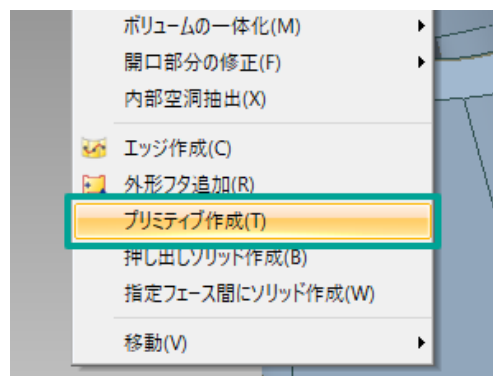 ボリュームの一体化(M)
開口部分の修正(F)
内部空洞抽出(X)
エッジ作成(C)
外形フタ追加(R)
プリミティブ作成(T)
押し出しソリッド作成(B)
指定フェース間にソリッド作成(W)
移動(V)